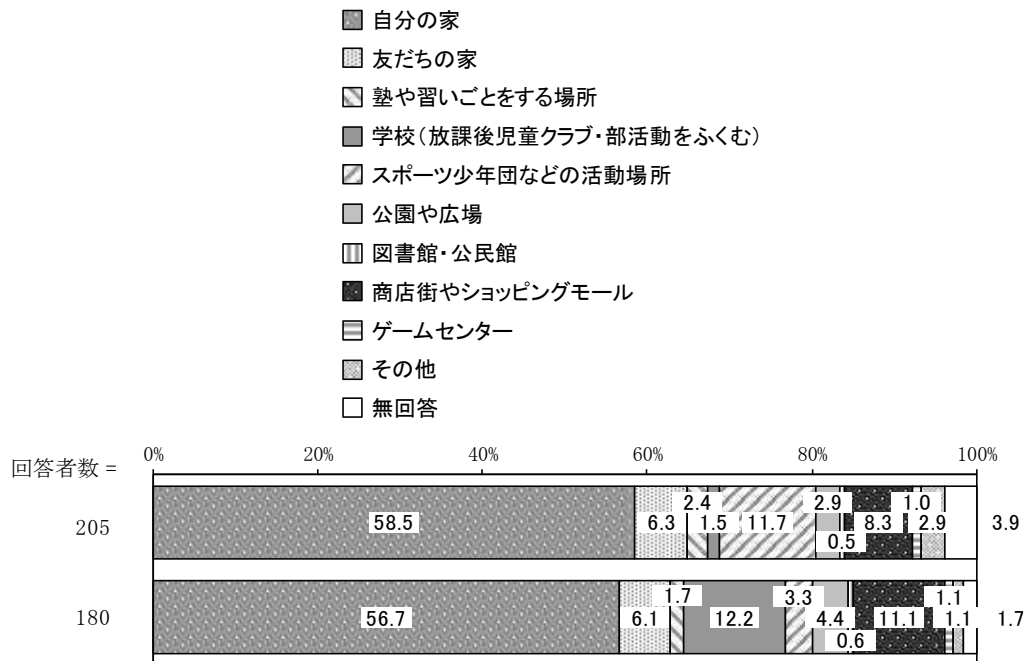 自分の家
友だちの家
塾や習いごとをする場所
学校(放課後児童クラブ・部活動をふくむ)
スポーツ少年団などの活動場所
公園や広場
図書館・公民館
商店街やショッピングモール
ゲームセンター
その他
無回答
0% 20% 40% 60% 80% 100%
回答者数 =
205 58.5 6.3 2.4 1.5 11.7 2.9 0.5 8.3 1.0 2.9 3.9
180 56.7 6.1 1.7 12.2 3.3 4.4 0.6 11.1 1.1 1.1 1.7